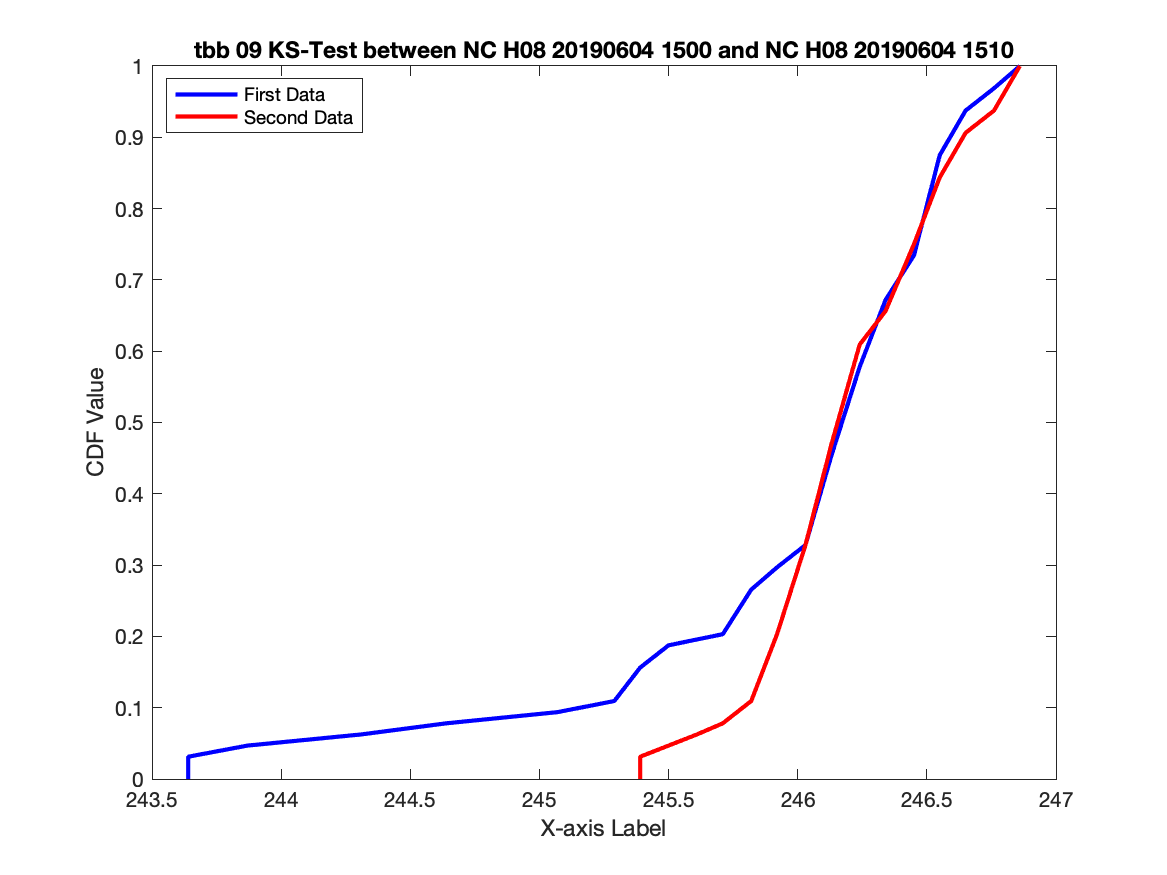 tbb 09 KS-Test between NC H08 20190604 1500 and NC H08 20190604 1510
First Data
Second Data
1
0.9
0.8
0.7
0.6
0.5
0.4
0.3
0.2
0.1
0
CDF Value
243.5 244 244.5 245 245.5 246 246.5 247
X-axis Label